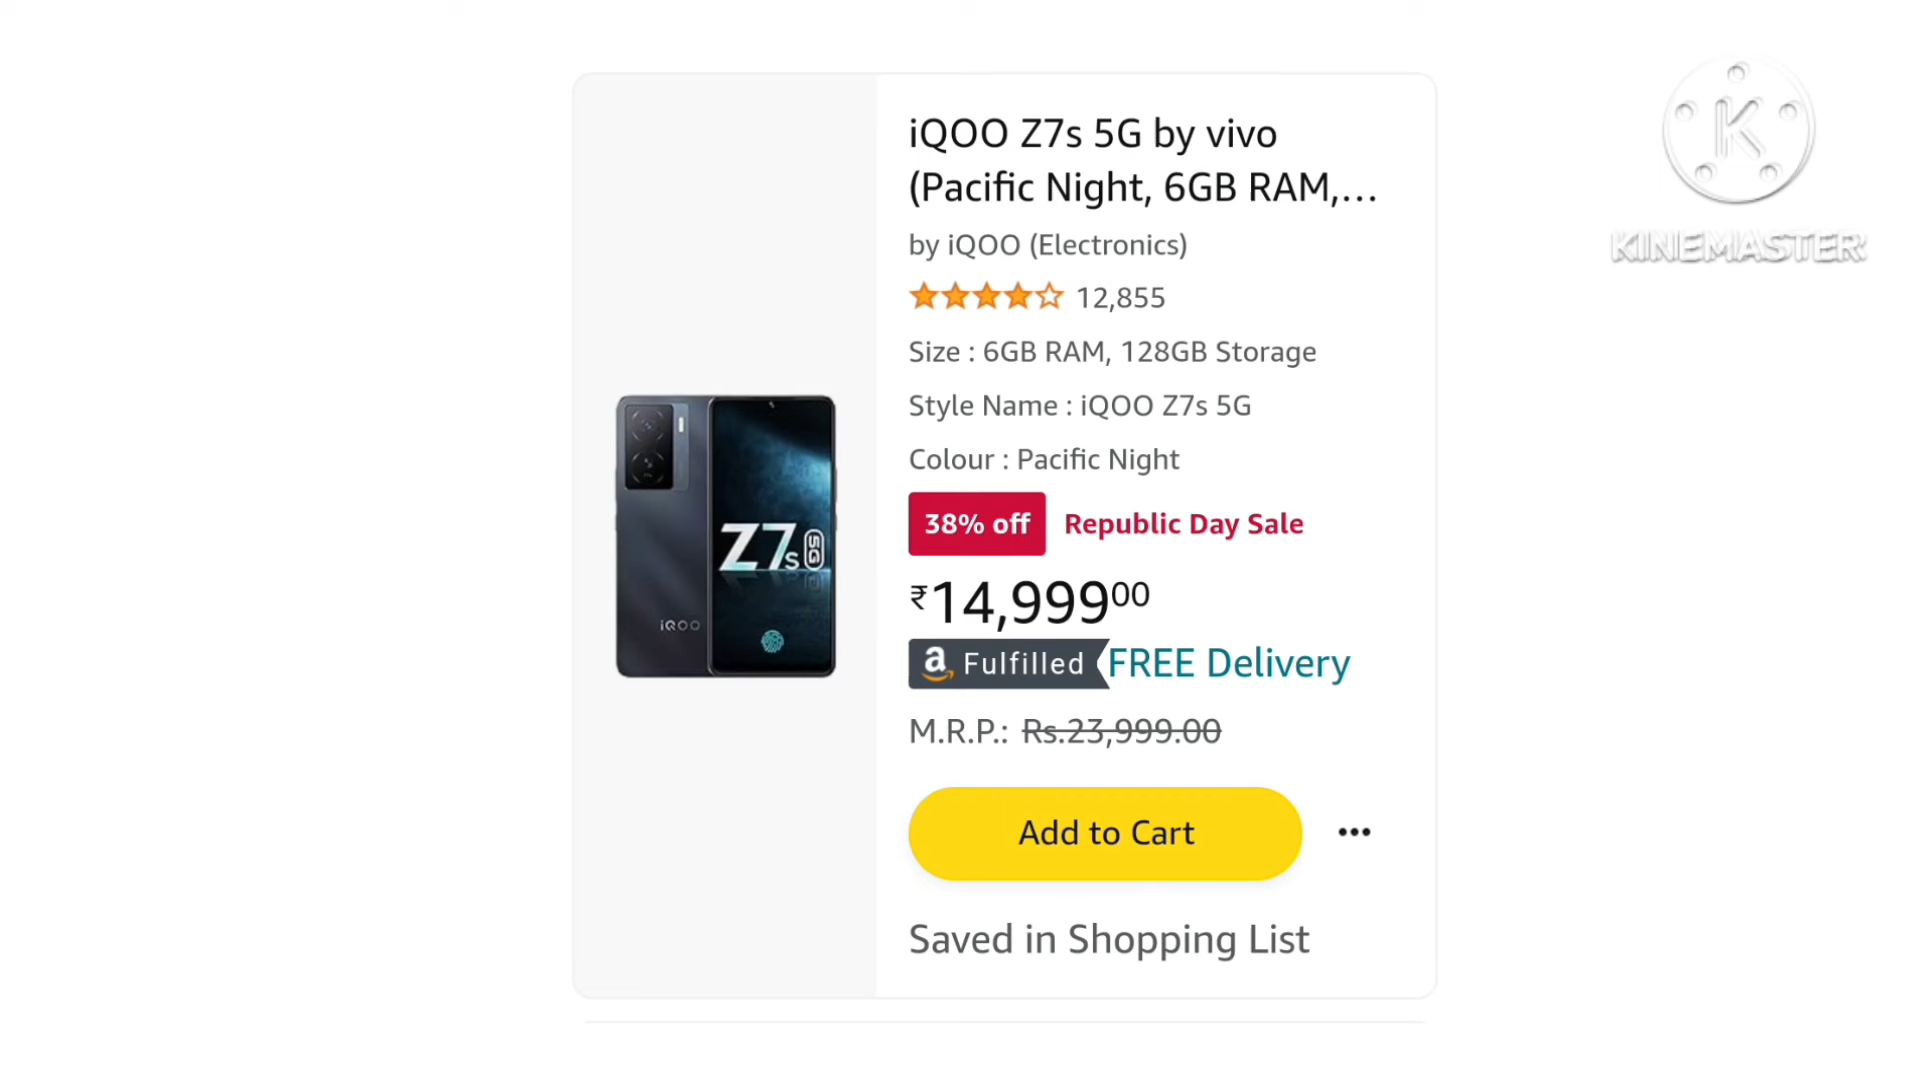 iQOO Z7s 5G by vivo
(Pacific Night, 6GB RAM,...
by iQOO (Electronics)
12,855
Size : 6GB RAM, 128GB Storage
Style Name : iQOO Z7s 5G
Colour : Pacific Night
38% off Republic Day Sale
₹14,99900
a Fulfilled FREE Delivery
M.R.P.: Rs.23,999.00
Add to Cart
Saved in Shopping List
Z7s 5G
iQOO
K
KINEMASTER